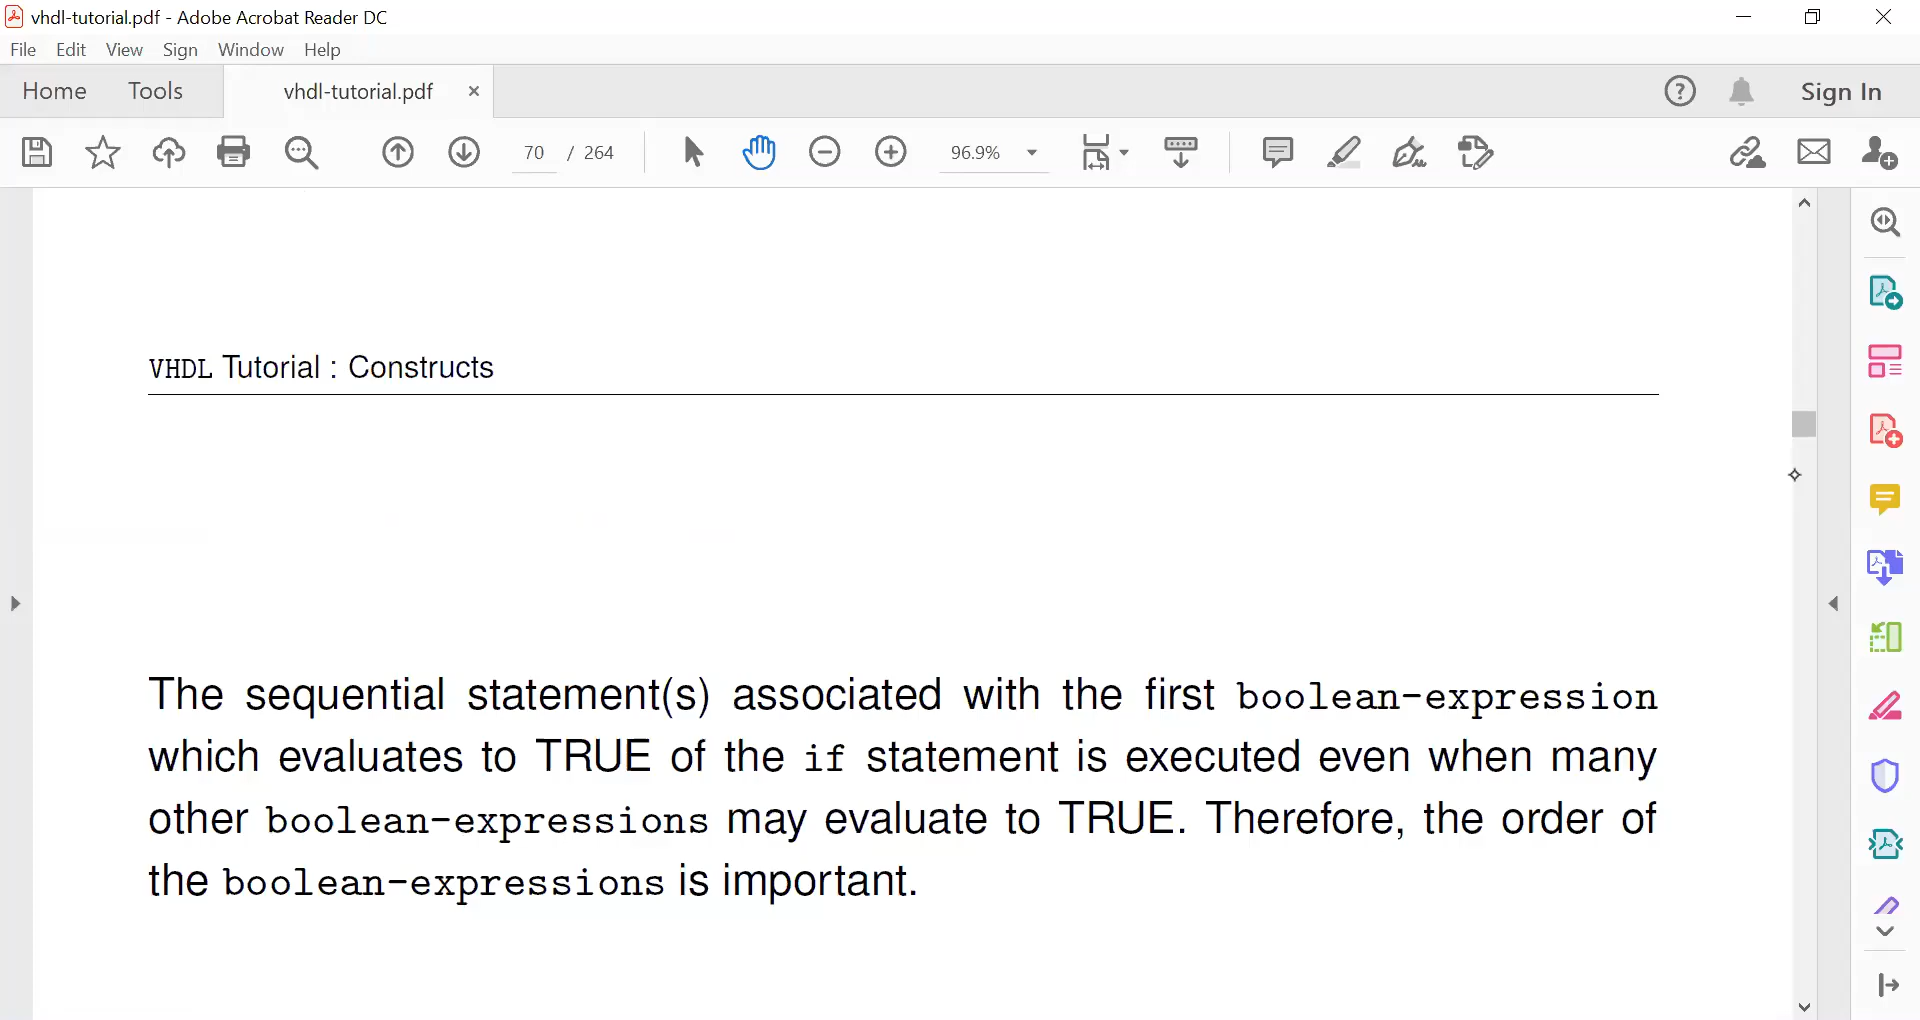 vhdl-tutorial.pdf - Adobe Acrobat Reader DC
File Edit View Sign Window Help
Home Tools vhdl-tutorial.pdf × Sign In
70 / 264 96.9%
VHDL Tutorial : Constructs
The sequential statement(s) associated with the first boolean-expression
which evaluates to TRUE of the if statement is executed even when many
other boolean-expressions may evaluate to TRUE. Therefore, the order of
the boolean-expressions is important.